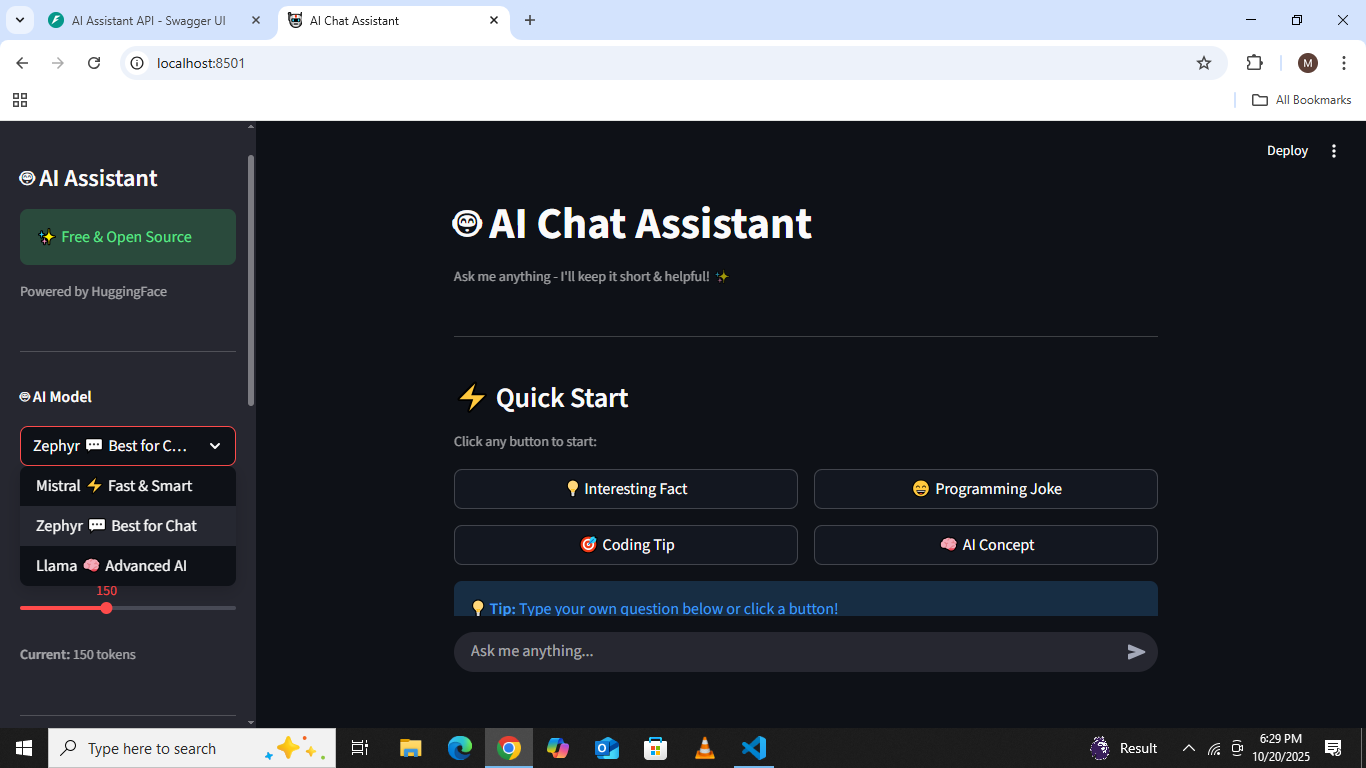 AI Assistant API - Swagger UI
AI Chat Assistant
localhost:8501
M
All Bookmarks
AI Assistant
✨ Free & Open Source
Powered by HuggingFace
AI Model
Zephyr 💬 Best for C...
Mistral ⚡ Fast & Smart
Zephyr 💬 Best for Chat
Llama 🧠 Advanced AI
150
Current: 150 tokens
Deploy
AI Chat Assistant
Ask me anything - I'll keep it short & helpful! ✨
⚡ Quick Start
Click any button to start:
💡 Interesting Fact
😄 Programming Joke
🎯 Coding Tip
🧠 AI Concept
💡 Tip: Type your own question below or click a button!
Ask me anything...
Type here to search
Result
6:29 PM
10/20/2025